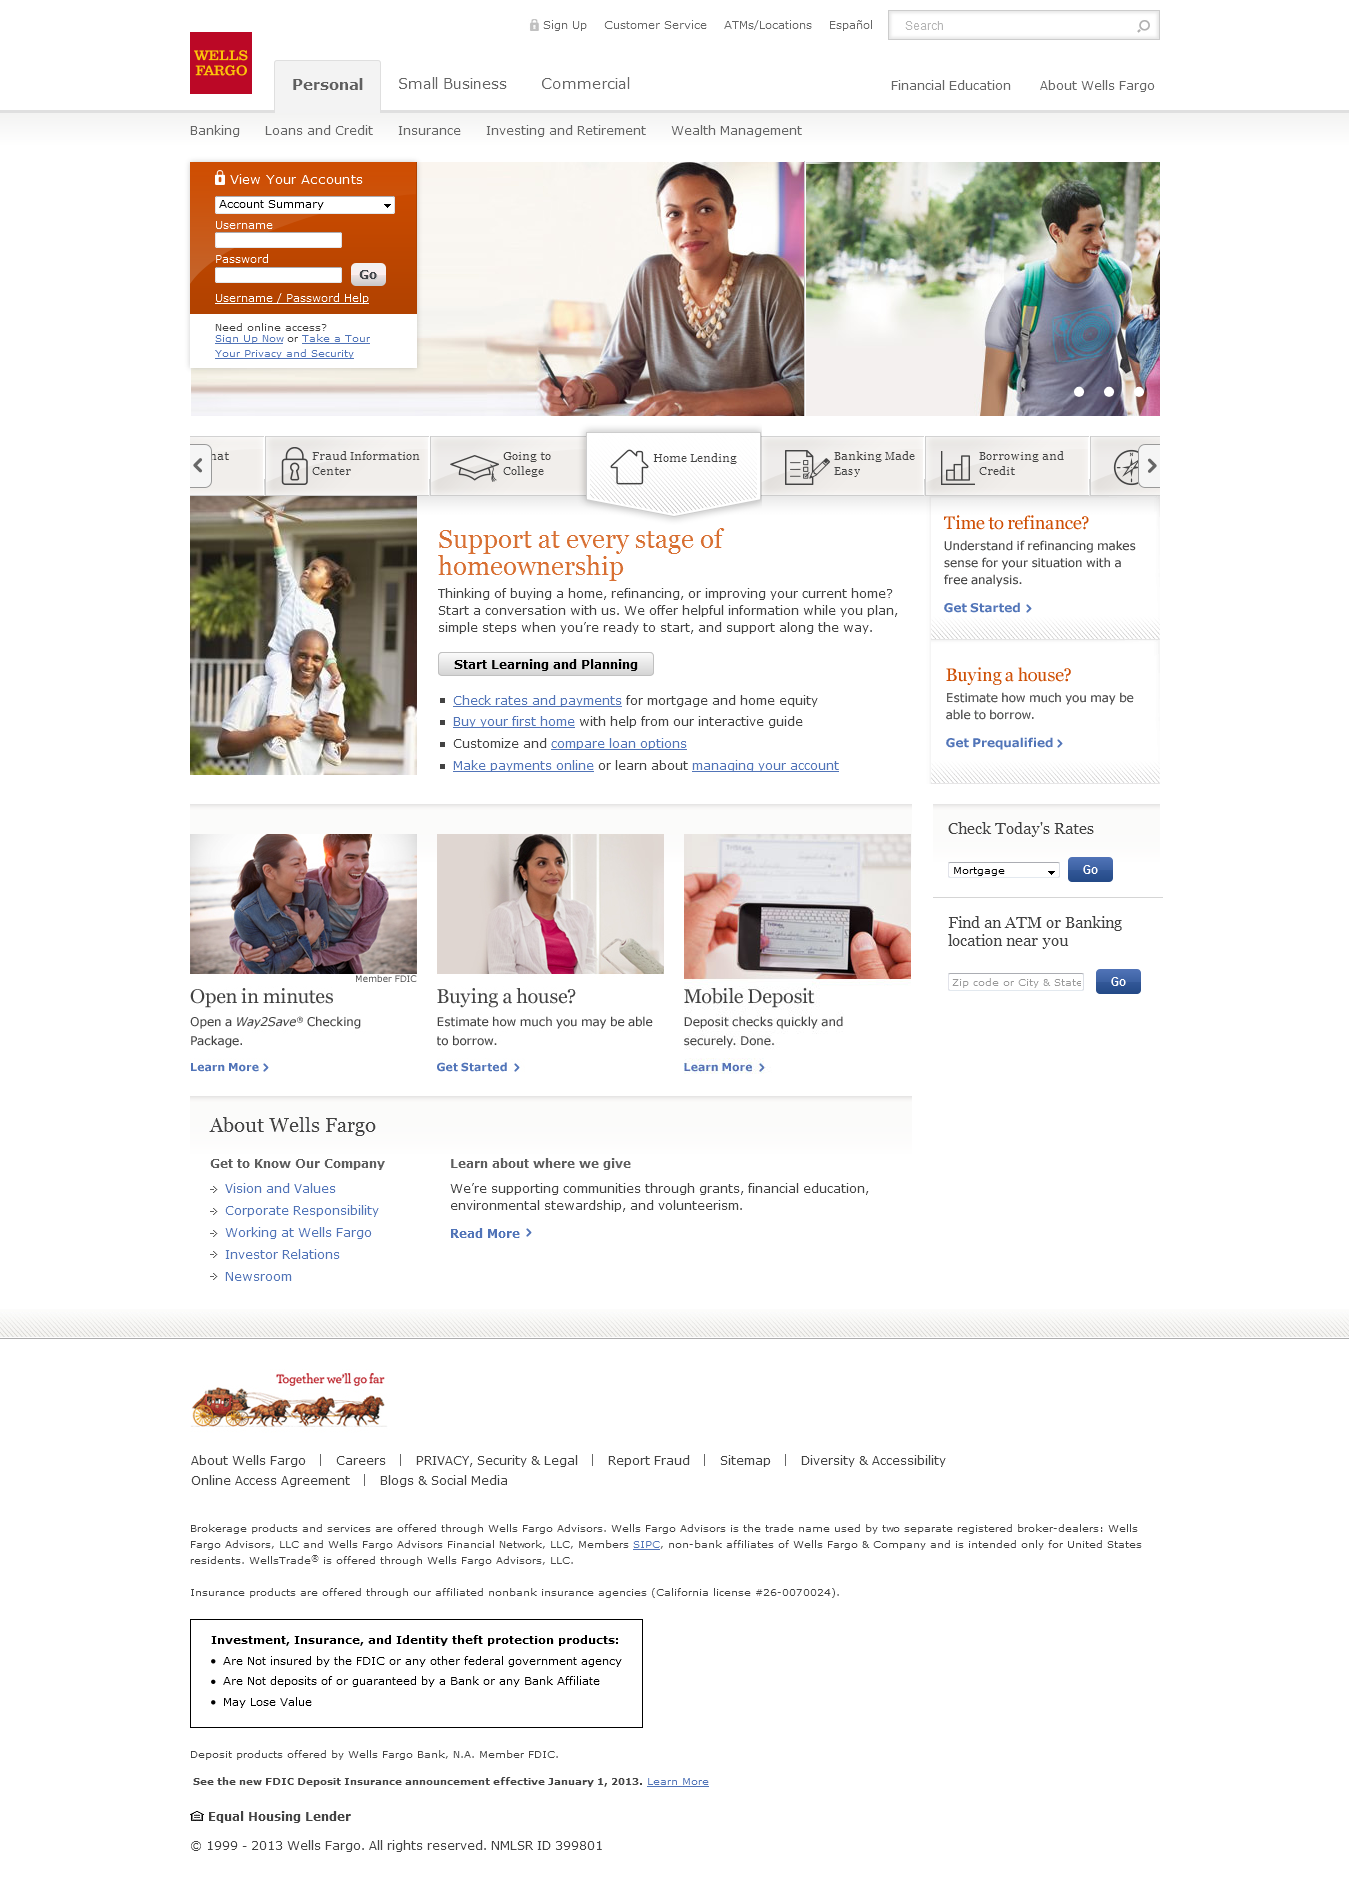 Sign Up Customer Service ATMs/Locations Español Search
WELLS
FARGO
Personal Small Business Commercial Financial Education About Wells Fargo
Banking Loans and Credit Insurance Investing and Retirement Wealth Management
View Your Accounts
Account Summary
Username
Password
Go
Username / Password Help
Need online access?
Sign Up Now or Take a Tour
Your Privacy and Security
Fraud Information
Center
Going to
College
Home Lending
Banking Made
Easy
Borrowing and
Credit
Support at every stage of
homeownership
Thinking of buying a home, refinancing, or improving your current home?
Start a conversation with us. We offer helpful information while you plan,
simple steps when you're ready to start, and support along the way.
Start Learning and Planning
Check rates and payments for mortgage and home equity
Buy your first home with help from our interactive guide
Customize and compare loan options
Make payments online or learn about managing your account
Time to refinance?
Understand if refinancing makes
sense for your situation with a
free analysis.
Get Started
Buying a house?
Estimate how much you may be
able to borrow.
Get Prequalified
Member FDIC
Open in minutes
Open a Way2Save® Checking
Package.
Learn More
Buying a house?
Estimate how much you may be able
to borrow.
Get Started
Mobile Deposit
Deposit checks quickly and
securely. Done.
Learn More
Check Today's Rates
Mortgage Go
Find an ATM or Banking
location near you
Zip code or City & State Go
About Wells Fargo
Get to Know Our Company
Vision and Values
Corporate Responsibility
Working at Wells Fargo
Investor Relations
Newsroom
Learn about where we give
We're supporting communities through grants, financial education,
environmental stewardship, and volunteerism.
Read More
Together we'll go far
About Wells Fargo | Careers | PRIVACY, Security & Legal | Report Fraud | Sitemap | Diversity & Accessibility
Online Access Agreement | Blogs & Social Media
Brokerage products and services are offered through Wells Fargo Advisors. Wells Fargo Advisors is the trade name used by two separate registered broker-dealers: Wells
Fargo Advisors, LLC and Wells Fargo Advisors Financial Network, LLC, Members SIPC, non-bank affiliates of Wells Fargo & Company and is intended only for United States
residents. WellsTrade® is offered through Wells Fargo Advisors, LLC.
Insurance products are offered through our affiliated nonbank insurance agencies (California license #26-0070024).
Investment, Insurance, and Identity theft protection products:
• Are Not insured by the FDIC or any other federal government agency
• Are Not deposits of or guaranteed by a Bank or any Bank Affiliate
• May Lose Value
Deposit products offered by Wells Fargo Bank, N.A. Member FDIC.
See the new FDIC Deposit Insurance announcement effective January 1, 2013. Learn More
Equal Housing Lender
© 1999 - 2013 Wells Fargo. All rights reserved. NMLSR ID 399801